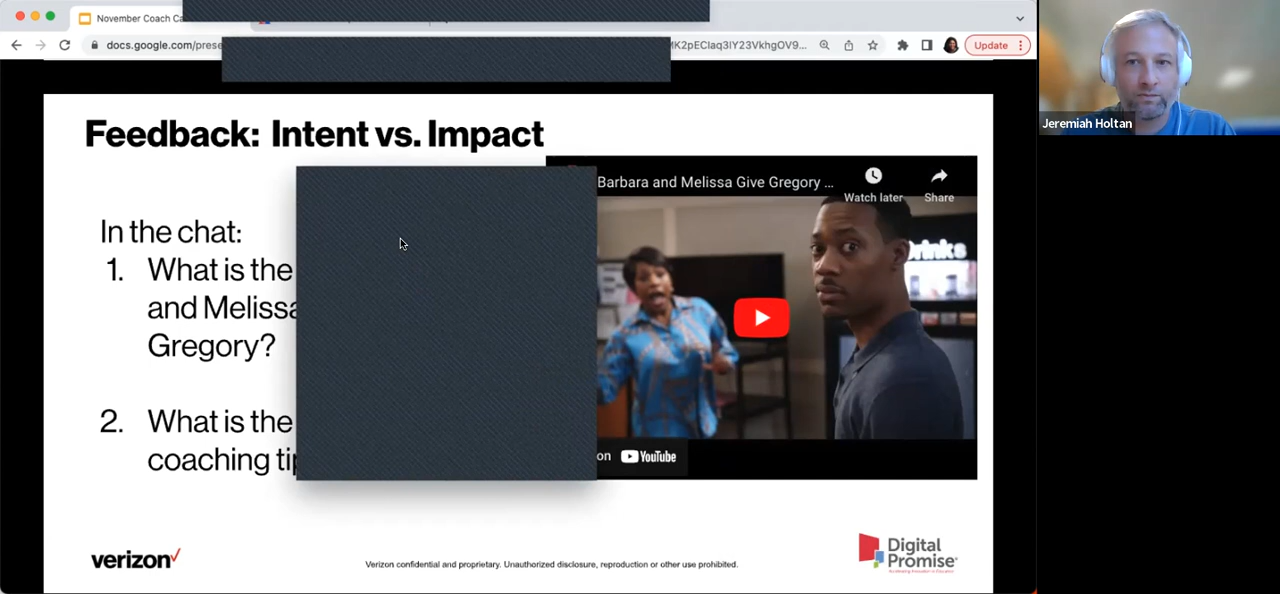 November Coach Ca
docs.google.com/prese
MK2pEClaq3IY23VkhgOV9...
Update
Jeremiah Holtan
Feedback: Intent vs. Impact
Barbara and Melissa Give Gregory ...
Watch later
Share
In the chat:
1. What is the
and Melissa
Gregory?
2. What is the
coaching tip
Drinks
on YouTube
verizon
Verizon confidential and proprietary. Unauthorized disclosure, reproduction or other use prohibited.
Digital
Promise